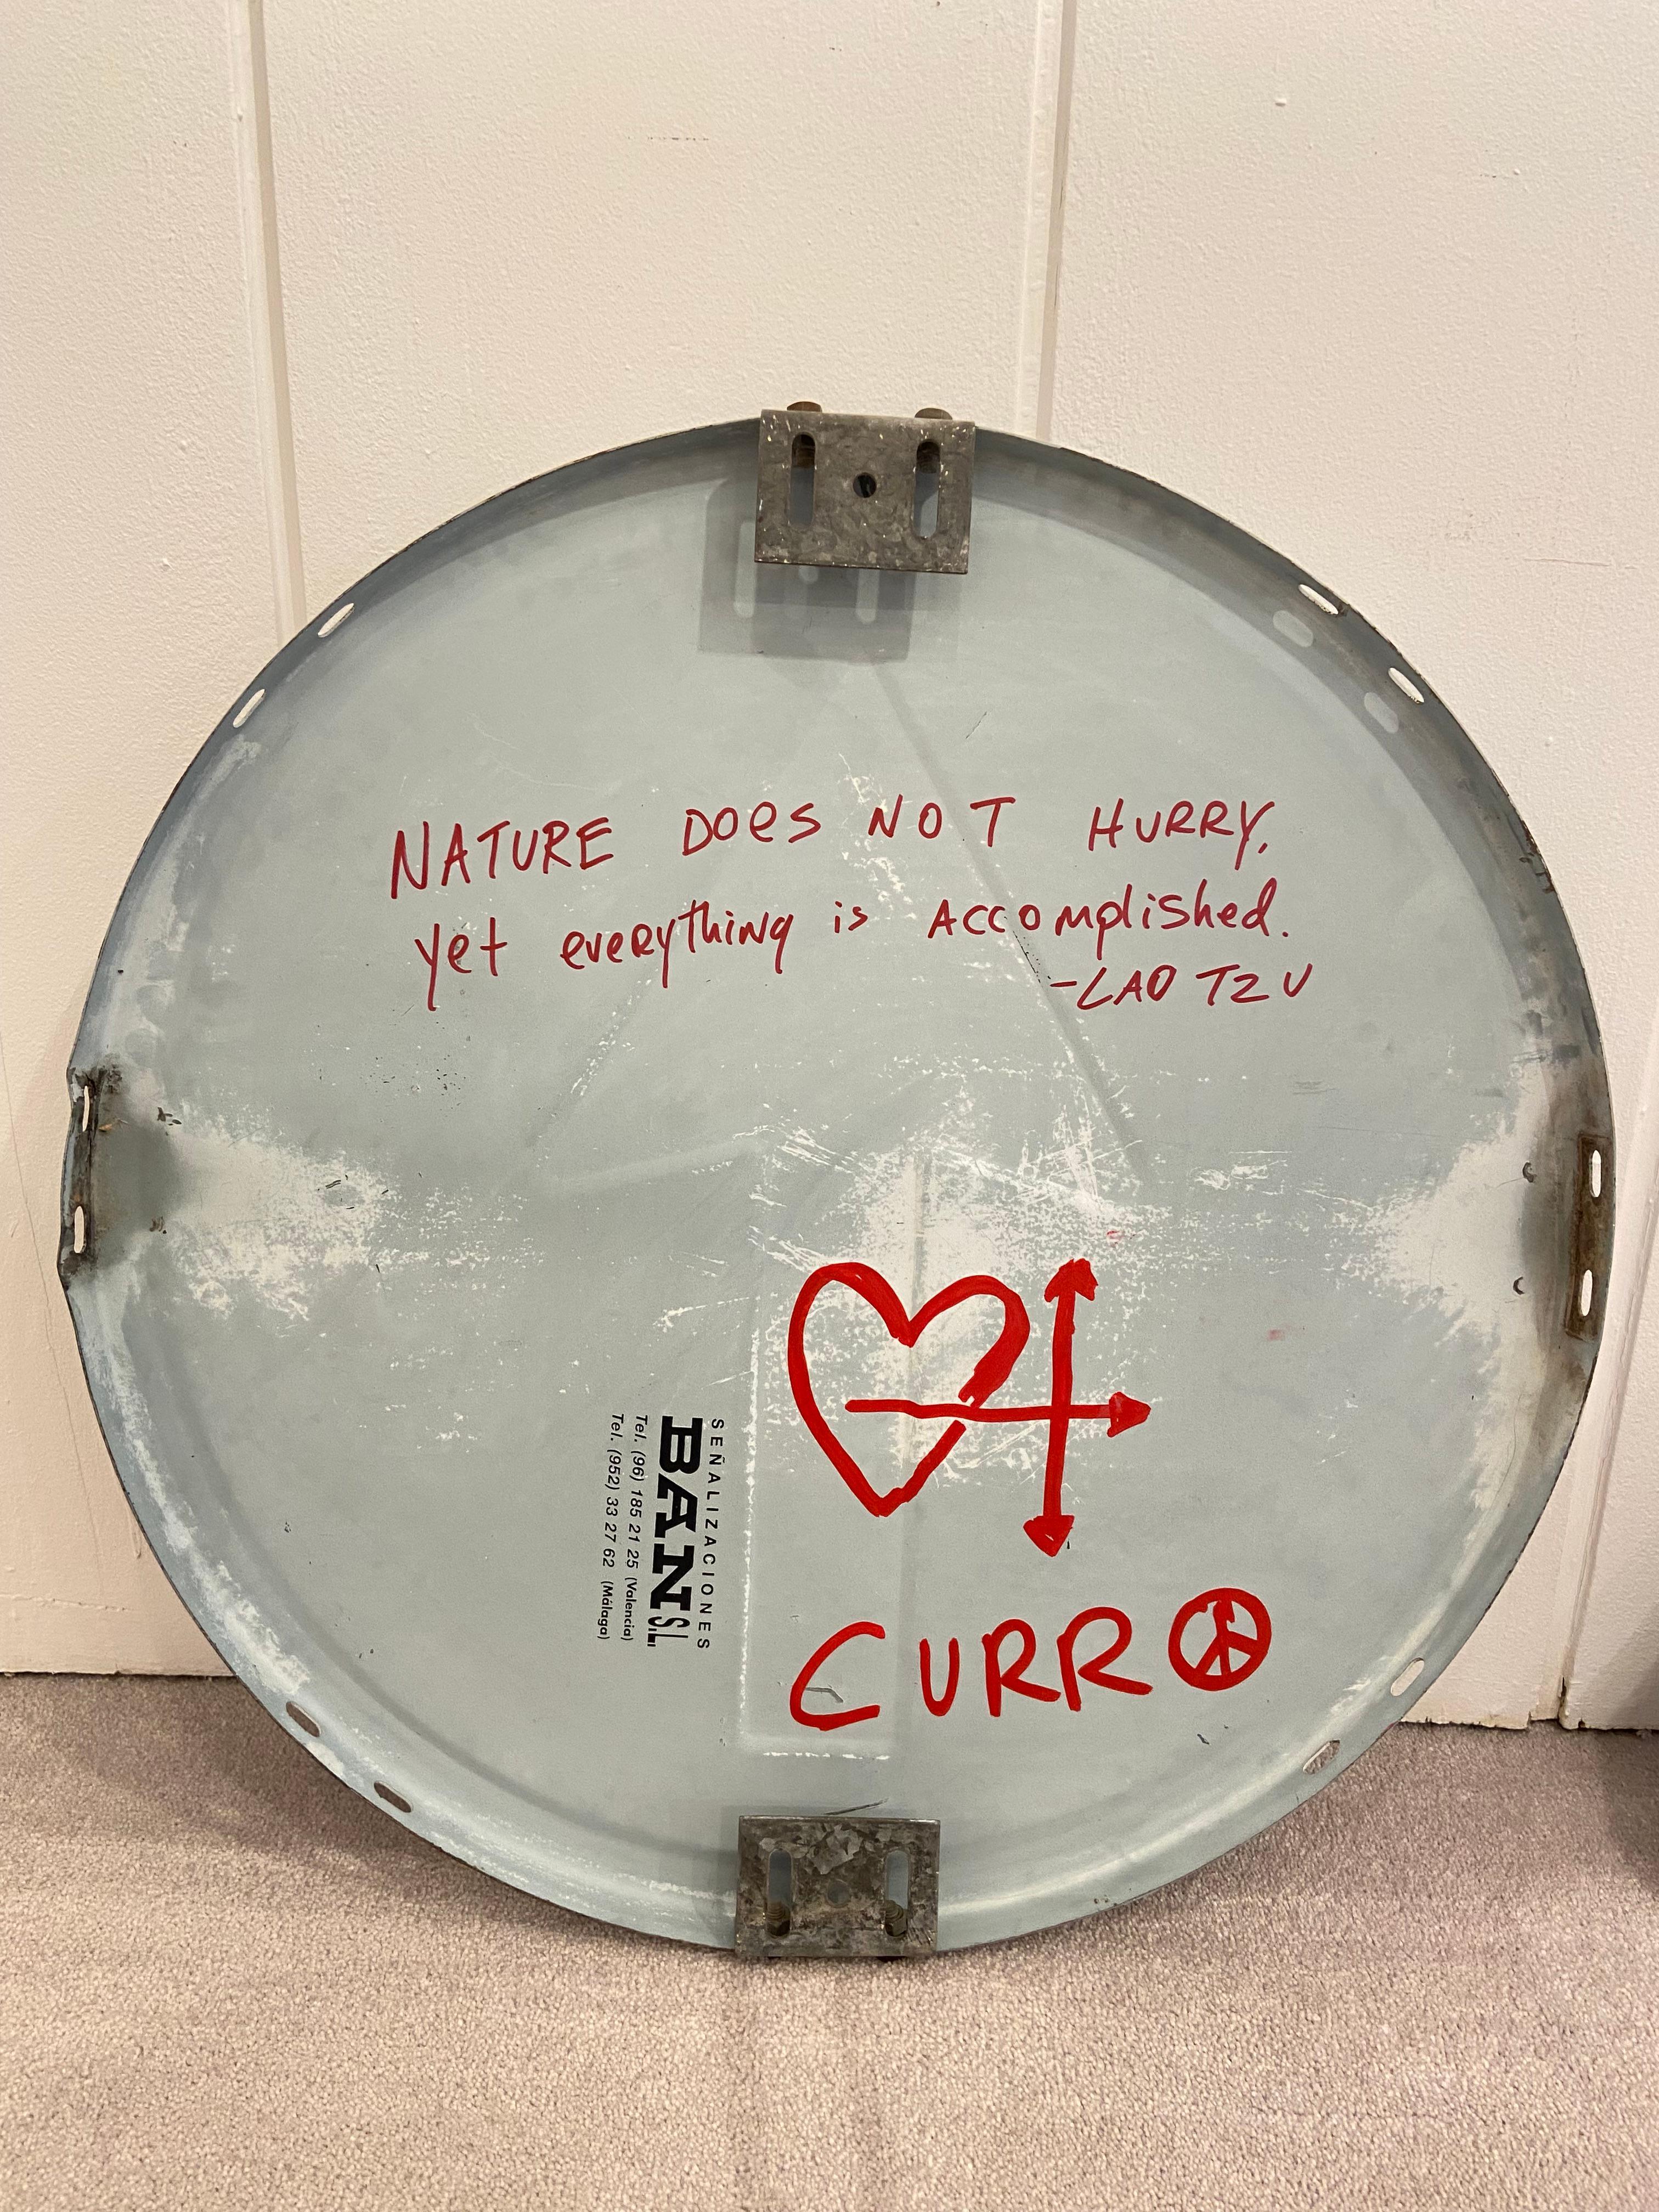 NATURE DOES NOT HURRY,
yet everything is Accomplished.
-LAO TZU
SEÑALIZACIONES
BAN S.L.
Tel. (96) 185 21 25 (Valencia)
Tel. (952) 33 27 62 (Málaga)
CURRO